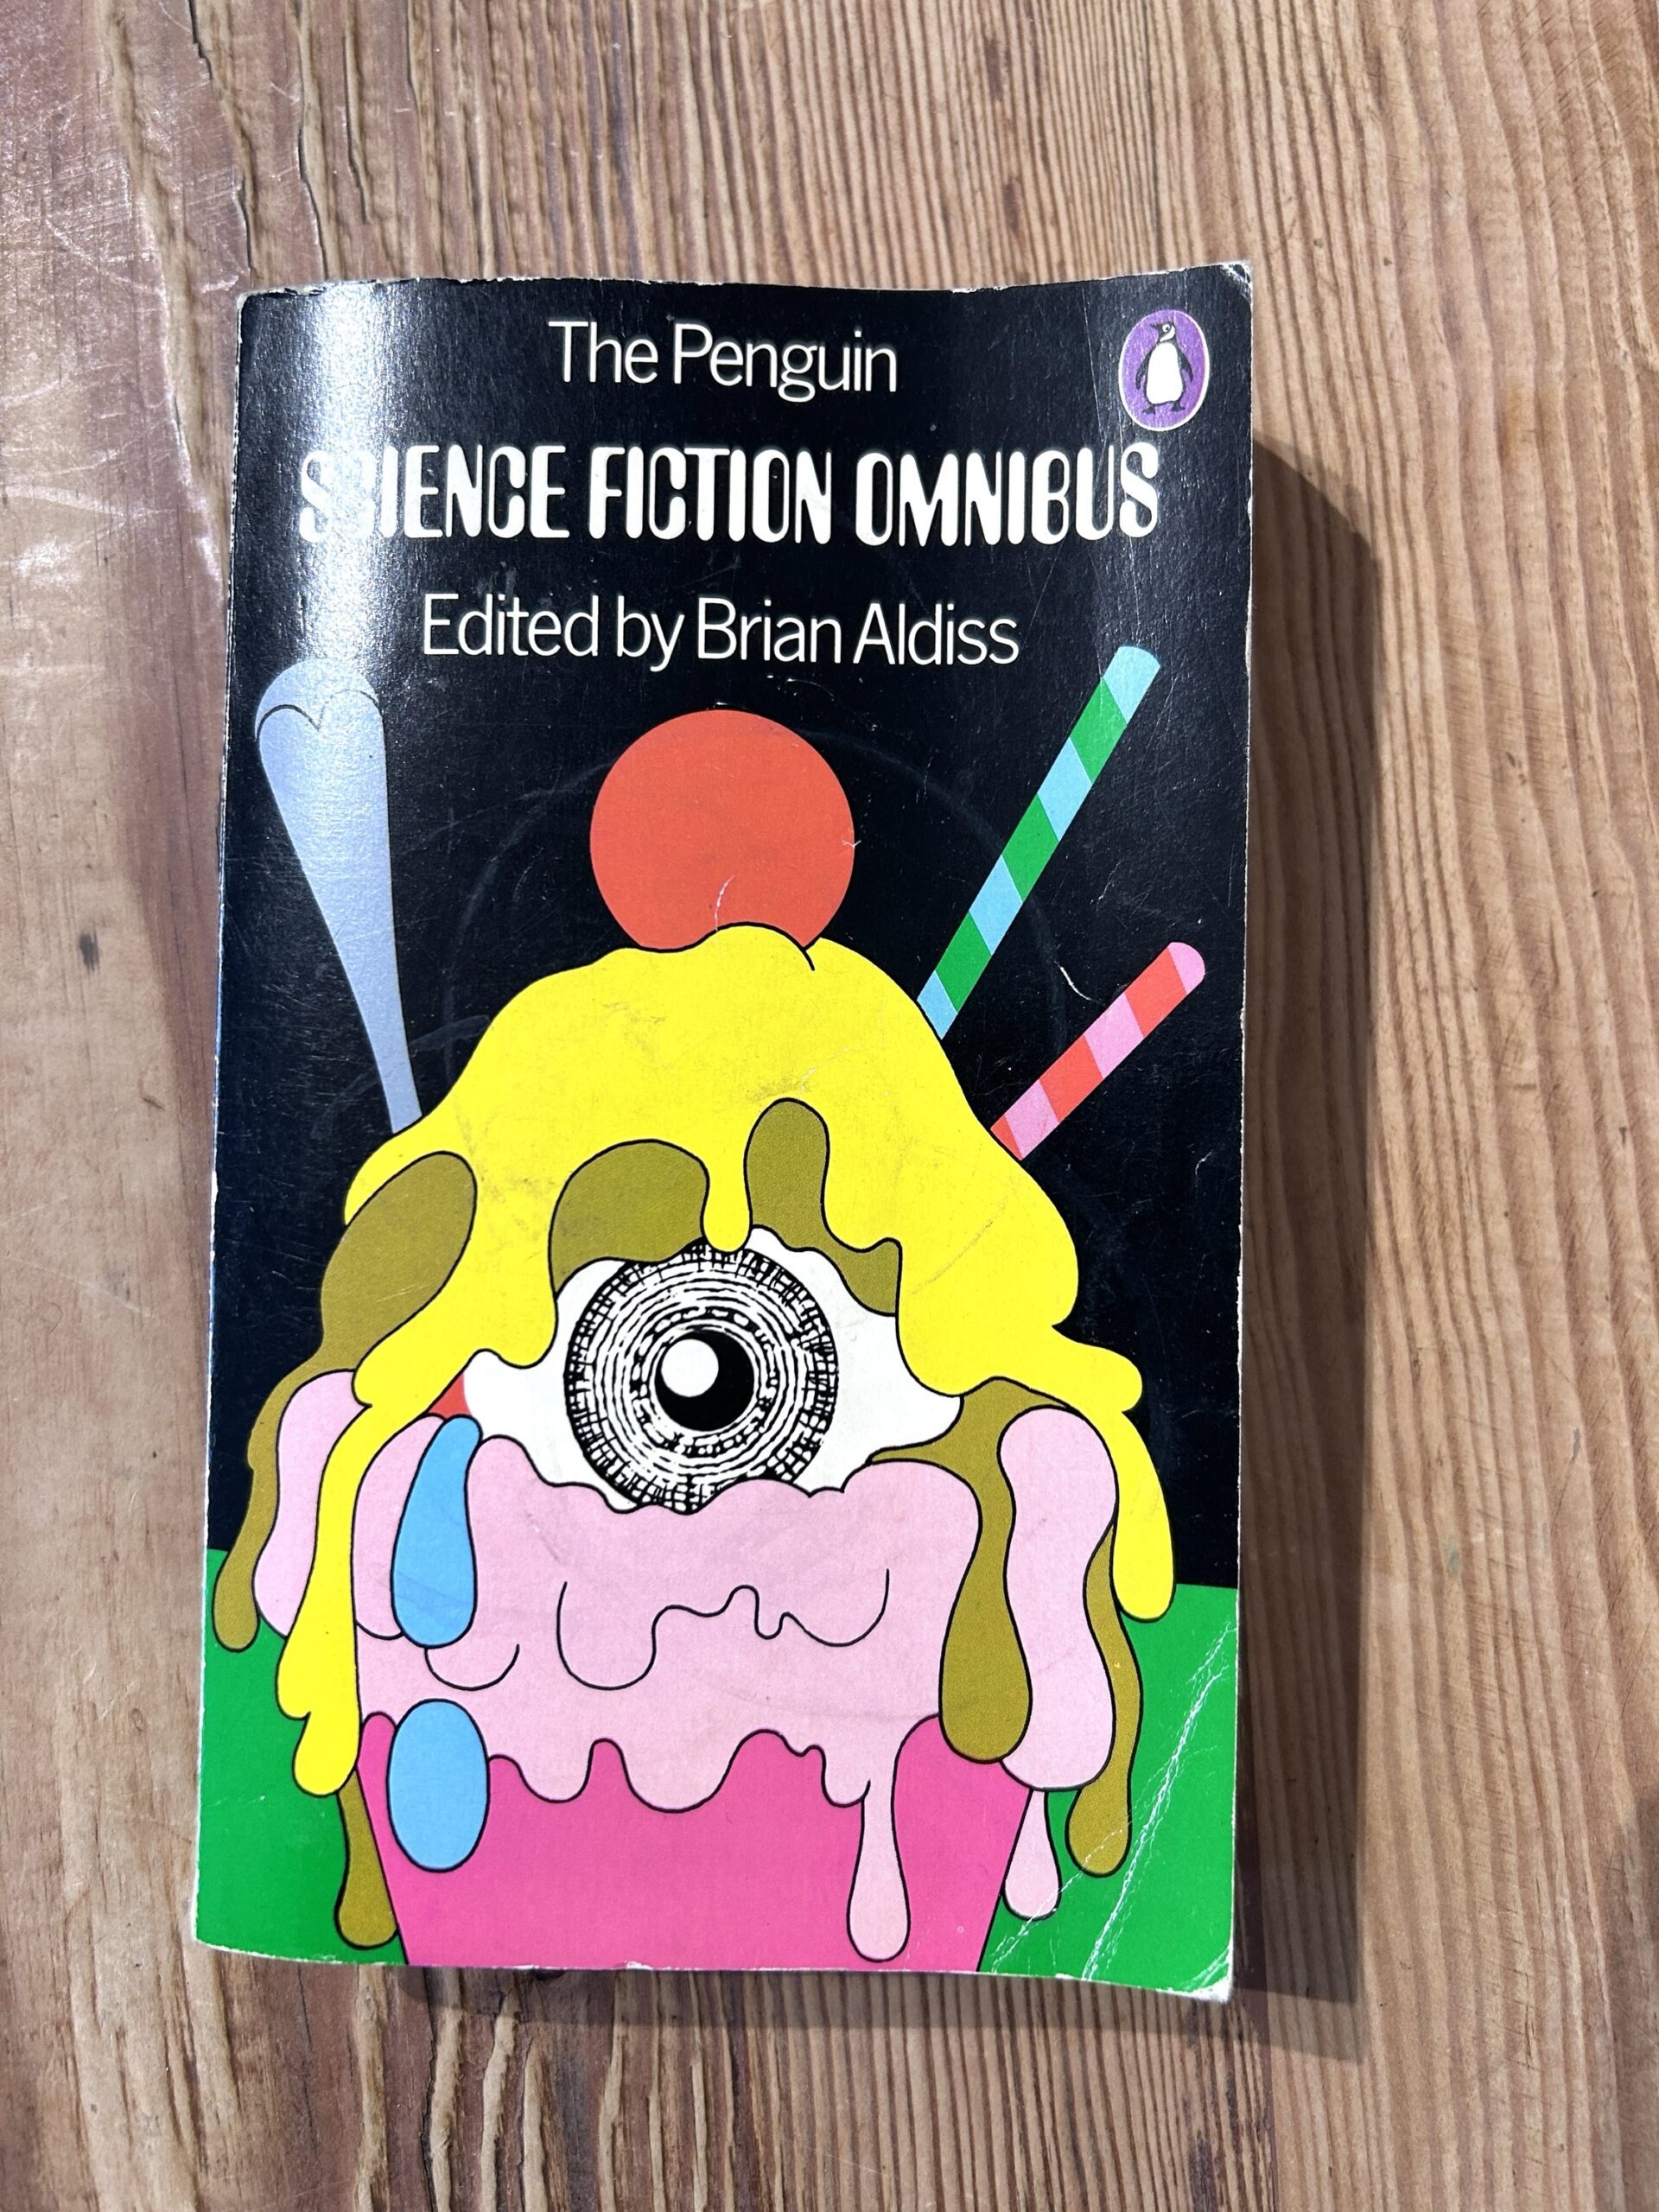 The Penguin
SCIENCE FICTION OMNIBUS
Edited by Brian Aldiss